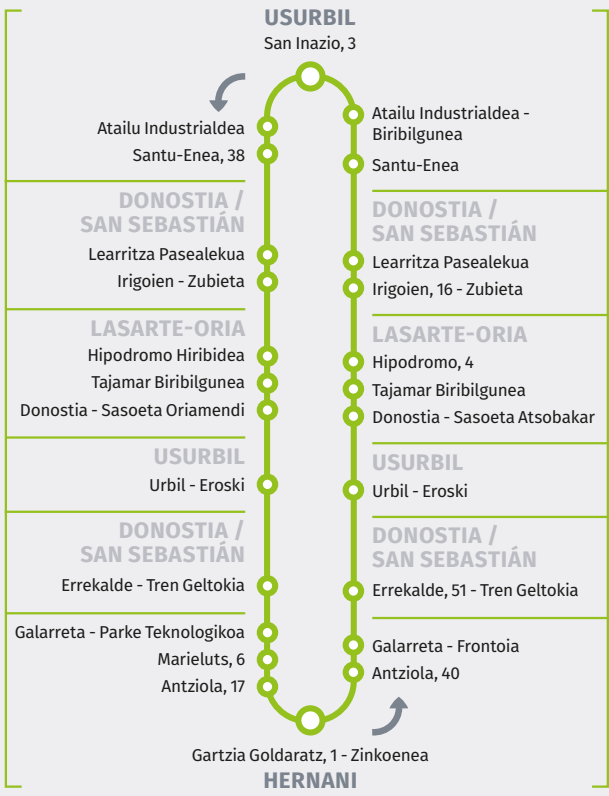 USURBIL
San Inazio, 3
Atailu Industrialdea
Santu-Enea, 38
DONOSTIA /
SAN SEBASTIÁN
Learritza Pasealekua
Irigoien - Zubieta
LASARTE-ORIA
Hipodromo Hiribidea
Tajamar Biribilgunea
Donostia - Sasoeta Oriamendi
USURBIL
Urbil - Eroski
DONOSTIA /
SAN SEBASTIÁN
Errekalde - Tren Geltokia
Galarreta - Parke Teknologikoa
Marieluts, 6
Antziola, 17
Atailu Industrialdea -
Biribilgunea
Santu-Enea
DONOSTIA /
SAN SEBASTIÁN
Learritza Pasealekua
Irigoien, 16 - Zubieta
LASARTE-ORIA
Hipodromo, 4
Tajamar Biribilgunea
Donostia - Sasoeta Atsobakar
USURBIL
Urbil - Eroski
DONOSTIA /
SAN SEBASTIÁN
Errekalde, 51 - Tren Geltokia
Galarreta - Frontoia
Antziola, 40
Gartzia Goldaratz, 1 - Zinkoenea
HERNANI